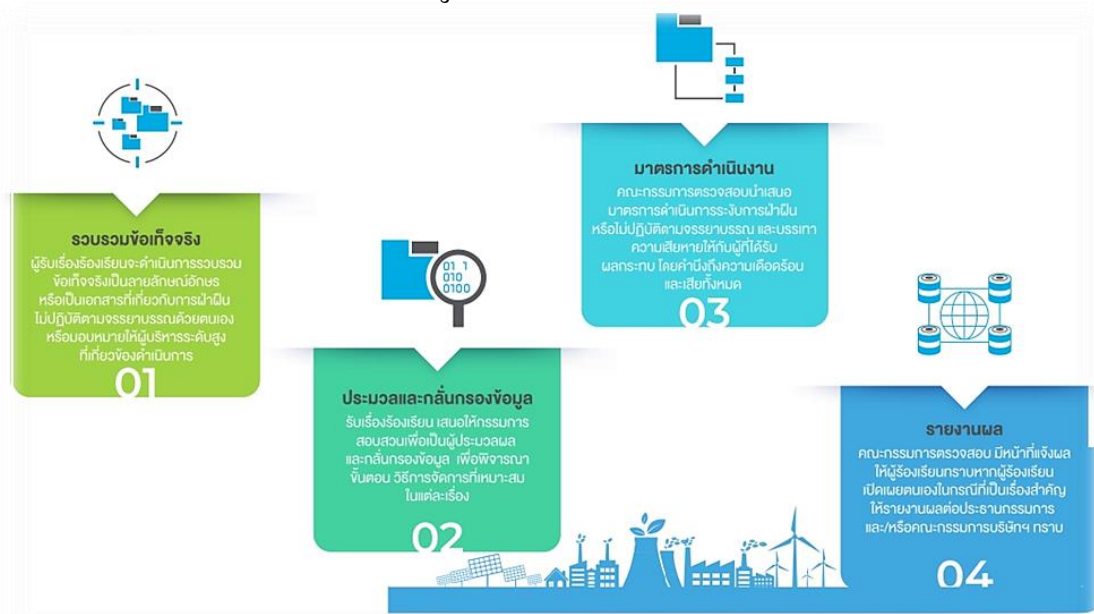 รวบรวมข้อเท็จจริง
ผู้รับเรื่องร้องเรียนจะดำเนินการรวบรวม
ข้อเท็จจริงเป็นลายลักษณ์อักษร
หรือเป็นเอกสารที่เกี่ยวกับการฝ่าฝืน
ไม่ปฏิบัติตามจรรยาบรรณด้วยตนเอง
หรือมอบหมายให้ผู้บริหารระดับสูง
ที่เกี่ยวข้องดำเนินการ
01
ประมวลและกลั่นกรองข้อมูล
รับเรื่องร้องเรียน เสนอให้กรรมการ
สอบสวนเพื่อเป็นผู้ประมวลผล
และกลั่นกรองข้อมูล เพื่อพิจารณา
ขั้นตอน วิธีการจัดการที่เหมาะสม
ในแต่ละเรื่อง
02
01 1
010
0100
มาตรการดำเนินงาน
คณะกรรมการตรวจสอบนำเสนอ
มาตรการดำเนินการระงับการฝ่าฝืน
หรือไม่ปฏิบัติตามจรรยาบรรณ และบรรเทา
ความเสียหายให้กับผู้ที่ได้รับ
ผลกระทบ โดยคำนึงถึงความเดือดร้อน
และเสียทั้งหมด
03
รายงานผล
คณะกรรมการตรวจสอบ มีหน้าที่แจ้งผล
ให้ผู้ร้องเรียนทราบหากผู้ร้องเรียน
เปิดเผยตนเองในกรณีที่เป็นเรื่องสำคัญ
ให้รายงานผลต่อประธานกรรมการ
และ/หรือคณะกรรมการบริษัทฯ ทราบ
04